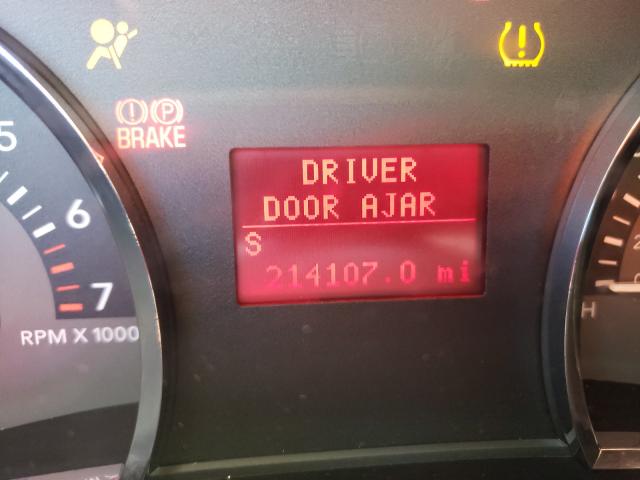 (!) (P)
BRAKE
DRIVER
DOOR AJAR
S
214107.0 mi
5
6
7
RPM X 1000
H